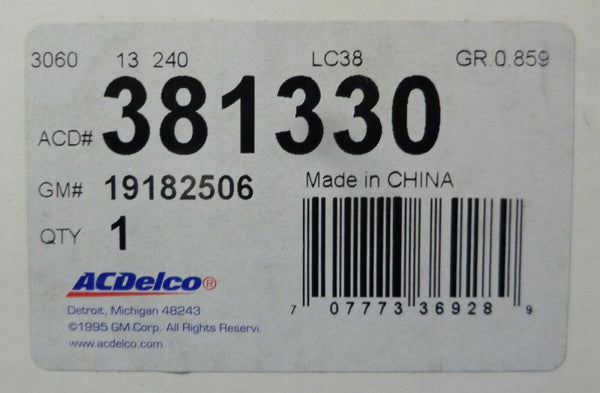 3060 13 240 LC38 GR.0.859
ACD# 381330
GM# 19182506
Made in CHINA
QTY 1
7 07773 36928 9
ACDelco®
Detroit, Michigan 48243
©1995 GM Corp. All Rights Reserv
www.acdelco.com